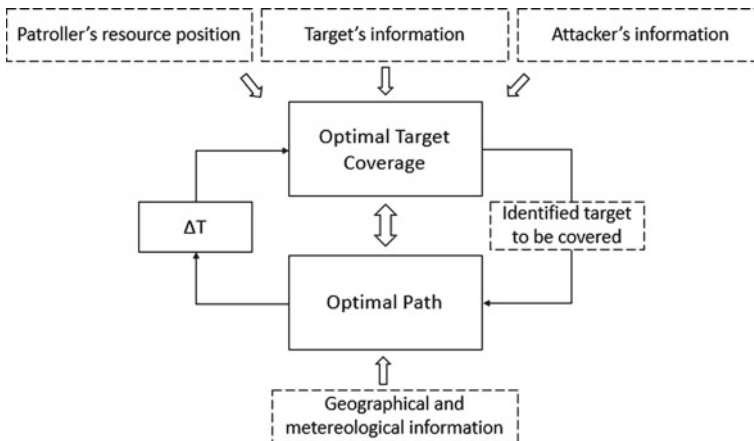 Patroller's resource position
Target's information
Attacker's information
Optimal Target
Coverage
ΔT
Identified target
to be covered
Optimal Path
Geographical and
metereological information